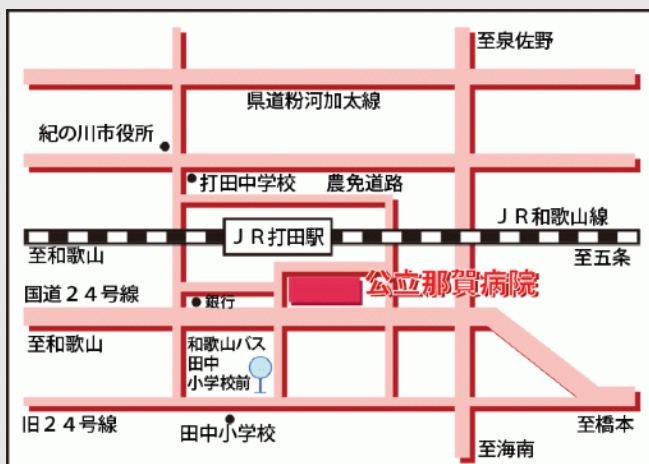 至泉佐野
県道粉河加太線
紀の川市役所
打田中学校
農免道路
ＪＲ和歌山線
ＪＲ打田駅
至和歌山
至五条
公立那賀病院
国道２４号線
銀行
至和歌山
和歌山バス
田中
小学校前
旧２４号線
田中小学校
至橋本
至海南